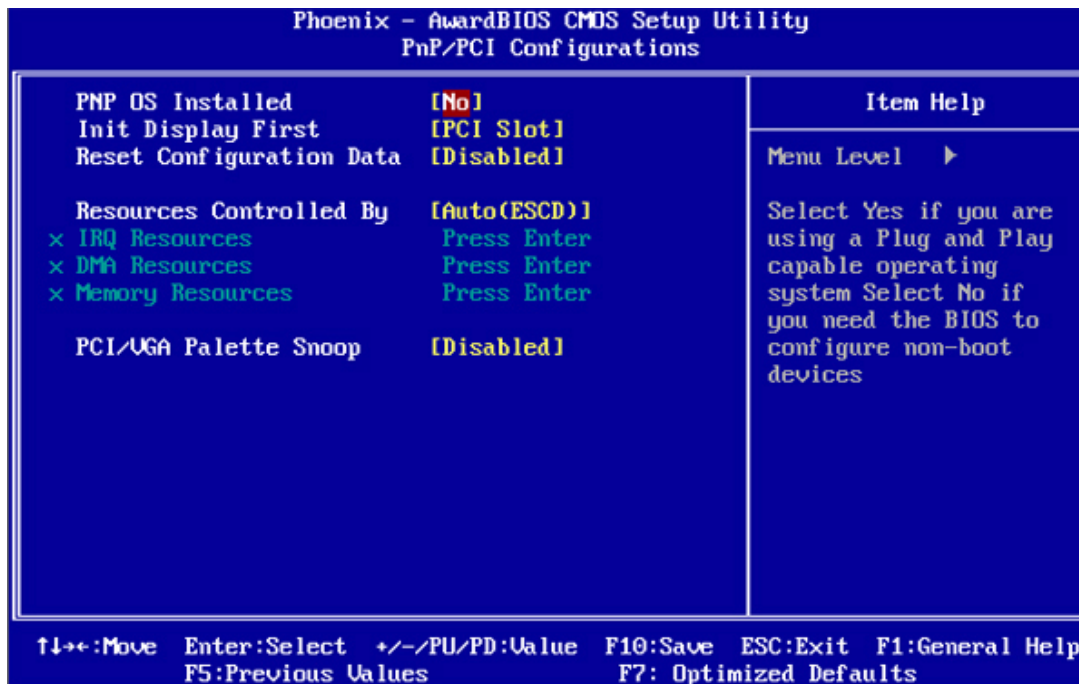 Phoenix - AwardBIOS CMOS Setup Utility
PnP/PCI Configurations
PNP OS Installed [No]
Init Display First [PCI Slot]
Reset Configuration Data [Disabled]
Resources Controlled By [Auto(ESCD)]
x IRQ Resources Press Enter
x DMA Resources Press Enter
x Memory Resources Press Enter
PCI/VGA Palette Snoop [Disabled]
Item Help
Menu Level ▶
Select Yes if you are
using a Plug and Play
capable operating
system Select No if
you need the BIOS to
configure non-boot
devices
↑↓→←:Move Enter:Select +/-/PU/PD:Value F10:Save ESC:Exit F1:General Help
F5:Previous Values F7: Optimized Defaults